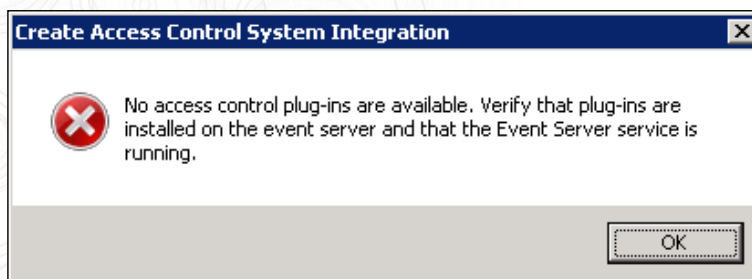 Create Access Control System Integration
No access control plug-ins are available. Verify that plug-ins are
installed on the event server and that the Event Server service is
running.
OK